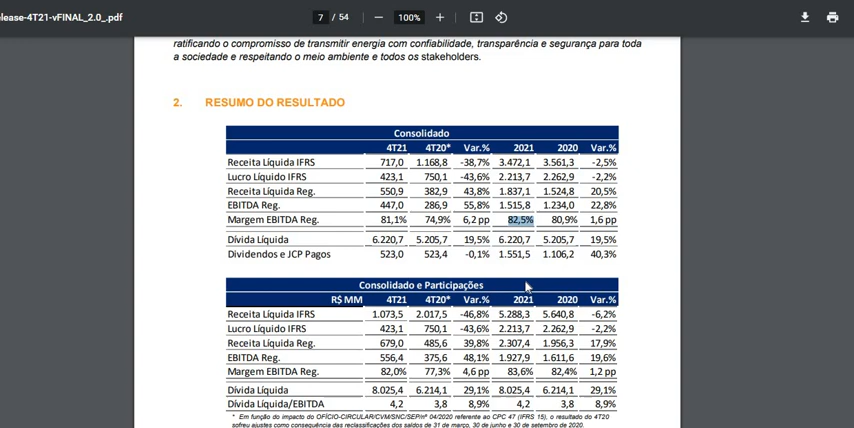 elease-4T21-vFINAL_2.0_.pdf 7 / 54 100%
ratificando o compromisso de transmitir energia com confiabilidade, transparência e segurança para toda
a sociedade e respeitando o meio ambiente e todos os stakeholders.
2. RESUMO DO RESULTADO
Consolidado
4T21 4T20* Var.% 2021 2020 Var.%
Receita Líquida IFRS 717,0 1.168,8 -38,7% 3.472,1 3.561,3 -2,5%
Lucro Líquido IFRS 423,1 750,1 -43,6% 2.213,7 2.262,9 -2,2%
Receita Líquida Reg. 550,9 382,9 43,8% 1.837,1 1.524,8 20,5%
EBITDA Reg. 447,0 286,9 55,8% 1.515,8 1.234,0 22,8%
Margem EBITDA Reg. 81,1% 74,9% 6,2 pp 82,5% 80,9% 1,6 pp
Dívida Líquida 6.220,7 5.205,7 19,5% 6.220,7 5.205,7 19,5%
Dividendos e JCP Pagos 523,0 523,4 -0,1% 1.551,5 1.106,2 40,3%
Consolidado e Participações
R$ MM 4T21 4T20* Var.% 2021 2020 Var.%
Receita Líquida IFRS 1.073,5 2.017,5 -46,8% 5.288,3 5.640,8 -6,2%
Lucro Líquido IFRS 423,1 750,1 -43,6% 2.213,7 2.262,9 -2,2%
Receita Líquida Reg. 679,0 485,6 39,8% 2.307,4 1.956,3 17,9%
EBITDA Reg. 556,4 375,6 48,1% 1.927,9 1.611,6 19,6%
Margem EBITDA Reg. 82,0% 77,3% 4,6 pp 83,6% 82,4% 1,2 pp
Dívida Líquida 8.025,4 6.214,1 29,1% 8.025,4 6.214,1 29,1%
Dívida Líquida/EBITDA 4,2 3,8 8,9% 4,2 3,8 8,9%
* Em função do impacto do OFÍCIO-CIRCULAR/CVM/SNC/SEP/nº 04/2020 referente ao CPC 47 (IFRS 15), o resultado do 4T20
sofreu ajustes como consequência das reclassificações dos saldos de 31 de março, 30 de junho e 30 de setembro de 2020.